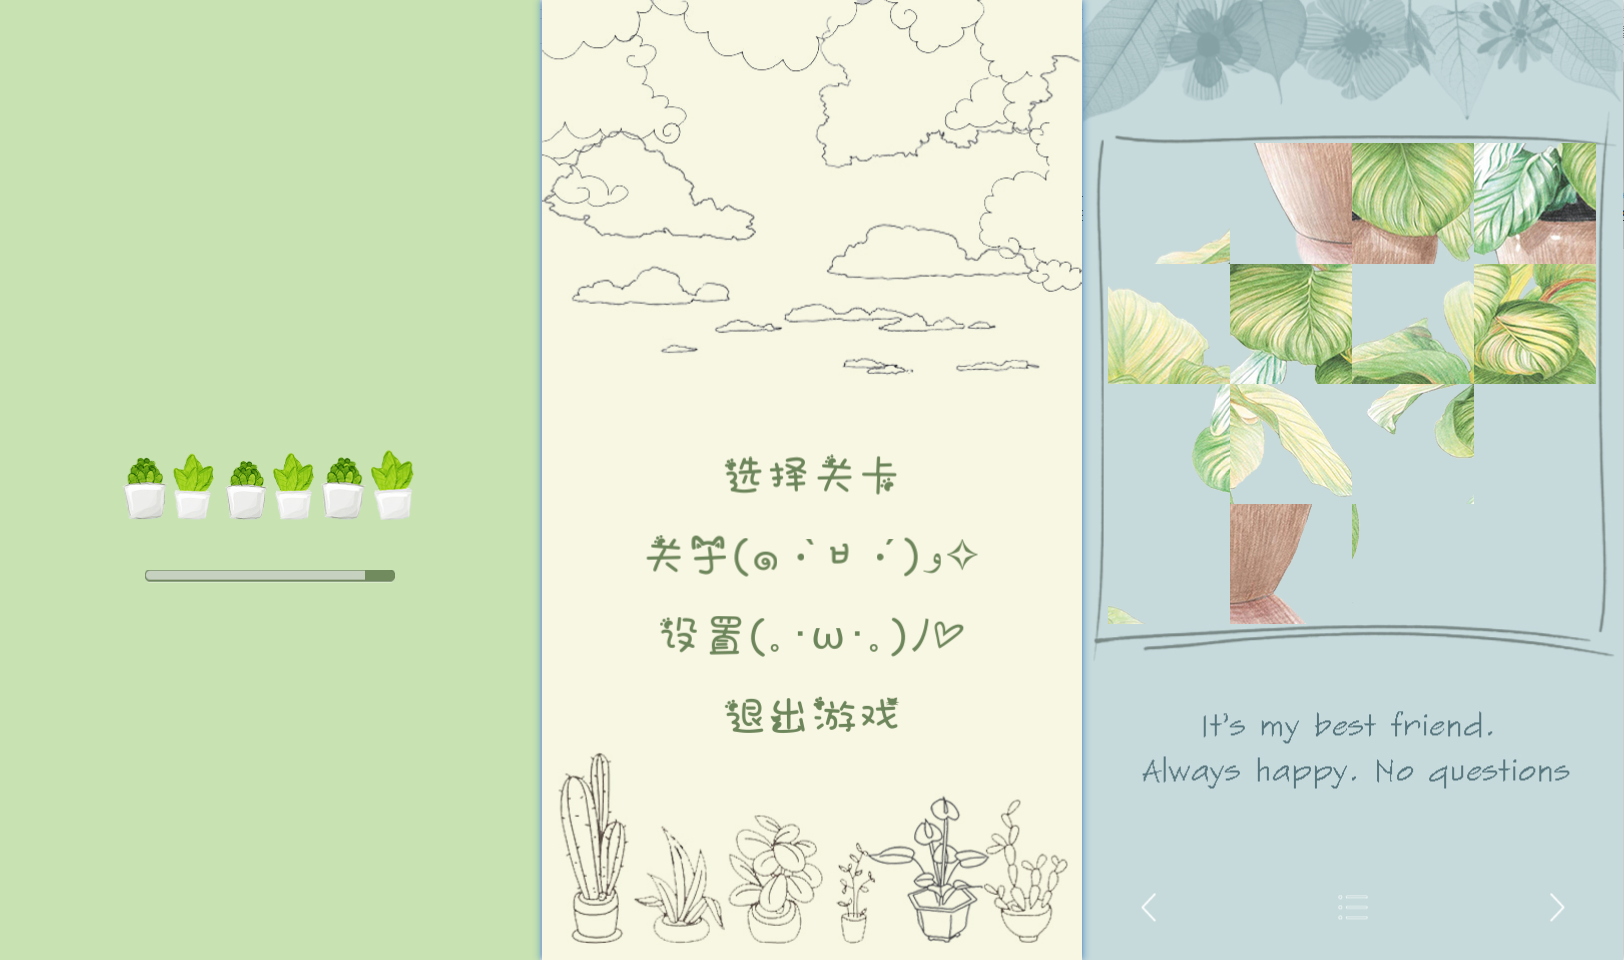 选择关卡
关于(๑•̀ㅂ•́)و✧
设置(｡･ω･｡)ﾉ♡
退出游戏
It's my best friend.
Always happy. No questions